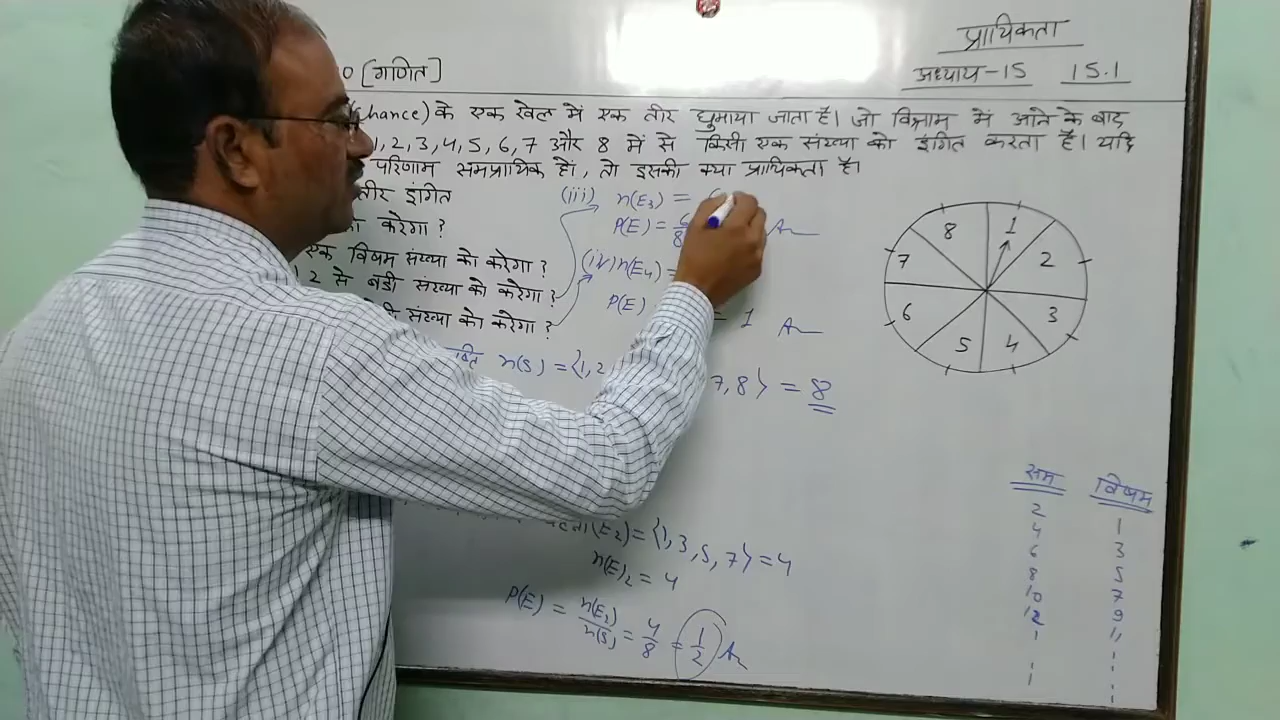 प्रायिकता
0 [गणित]
अध्याय-15 15.1
Chance) के एक खेल में एक तीर घुमाया जाता है। जो विश्राम में आने के बाद
1, 2, 3, 4, 5, 6, 7 और 8 में से किसी एक संख्या को इंगित करता है। यदि
परिणाम समप्रायिक हों, तो इसकी क्या प्रायिकता है।
तीर इंगित
को करेगा ?
एक विषम संख्या को करेगा ?
2 से बड़ी संख्या को करेगा ?
संख्या को करेगा ?
n(S) = {1, 2
7, 8} = 8
(iii) n(E3) =
P(E) = 6/8
An
(iv) n(E4) =
P(E)
= 1 An
(E2) = {1, 3, 5, 7} = 4
n(E)2 = 4
P(E) = n(E2)/n(S) = 4/8 = 1/2 An
1
2
3
4
5
6
7
8
सम विषम
2 1
4 3
6 5
8 7
10 9
12 11